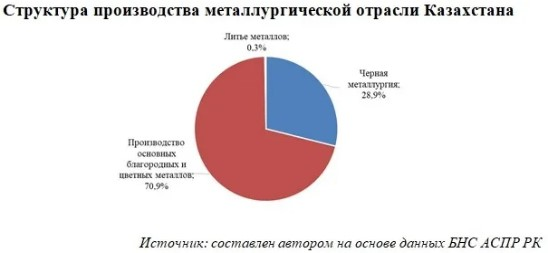 Структура производства металлургической отрасли Казахстана
Литье металлов;
0,3%
Черная
металлургия;
28,9%
Производство
основных
благородных и
цветных металлов;
70,9%
Источник: составлен автором на основе данных БНС АСПР РК